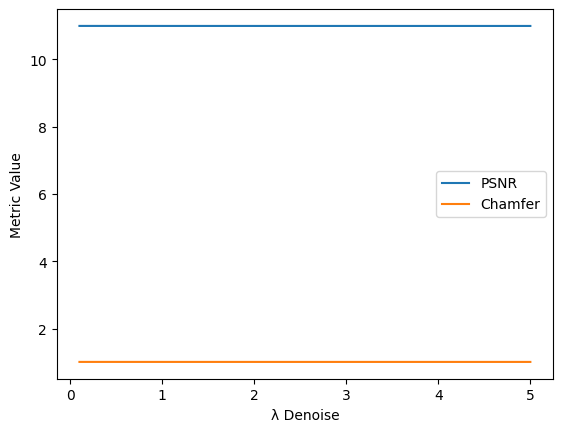 10
8
6
4
2
Metric Value
PSNR
Chamfer
0 1 2 3 4 5
λ Denoise